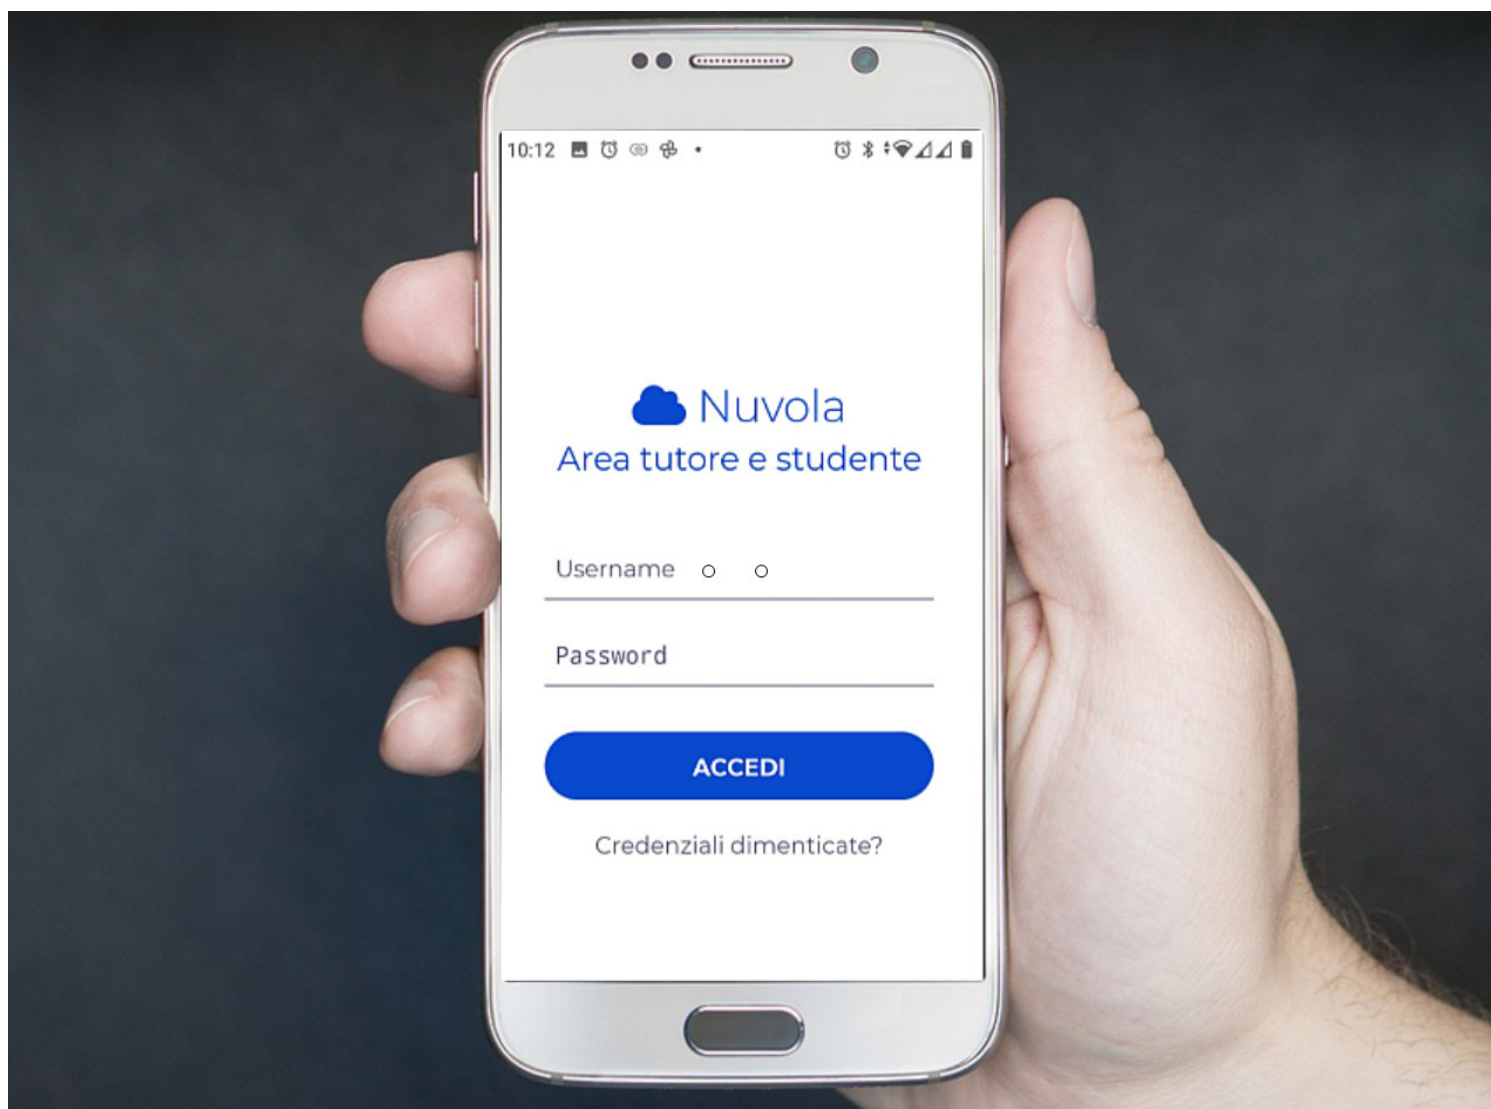 10:12
Nuvola
Area tutore e studente
Username
Password
ACCEDI
Credenziali dimenticate?